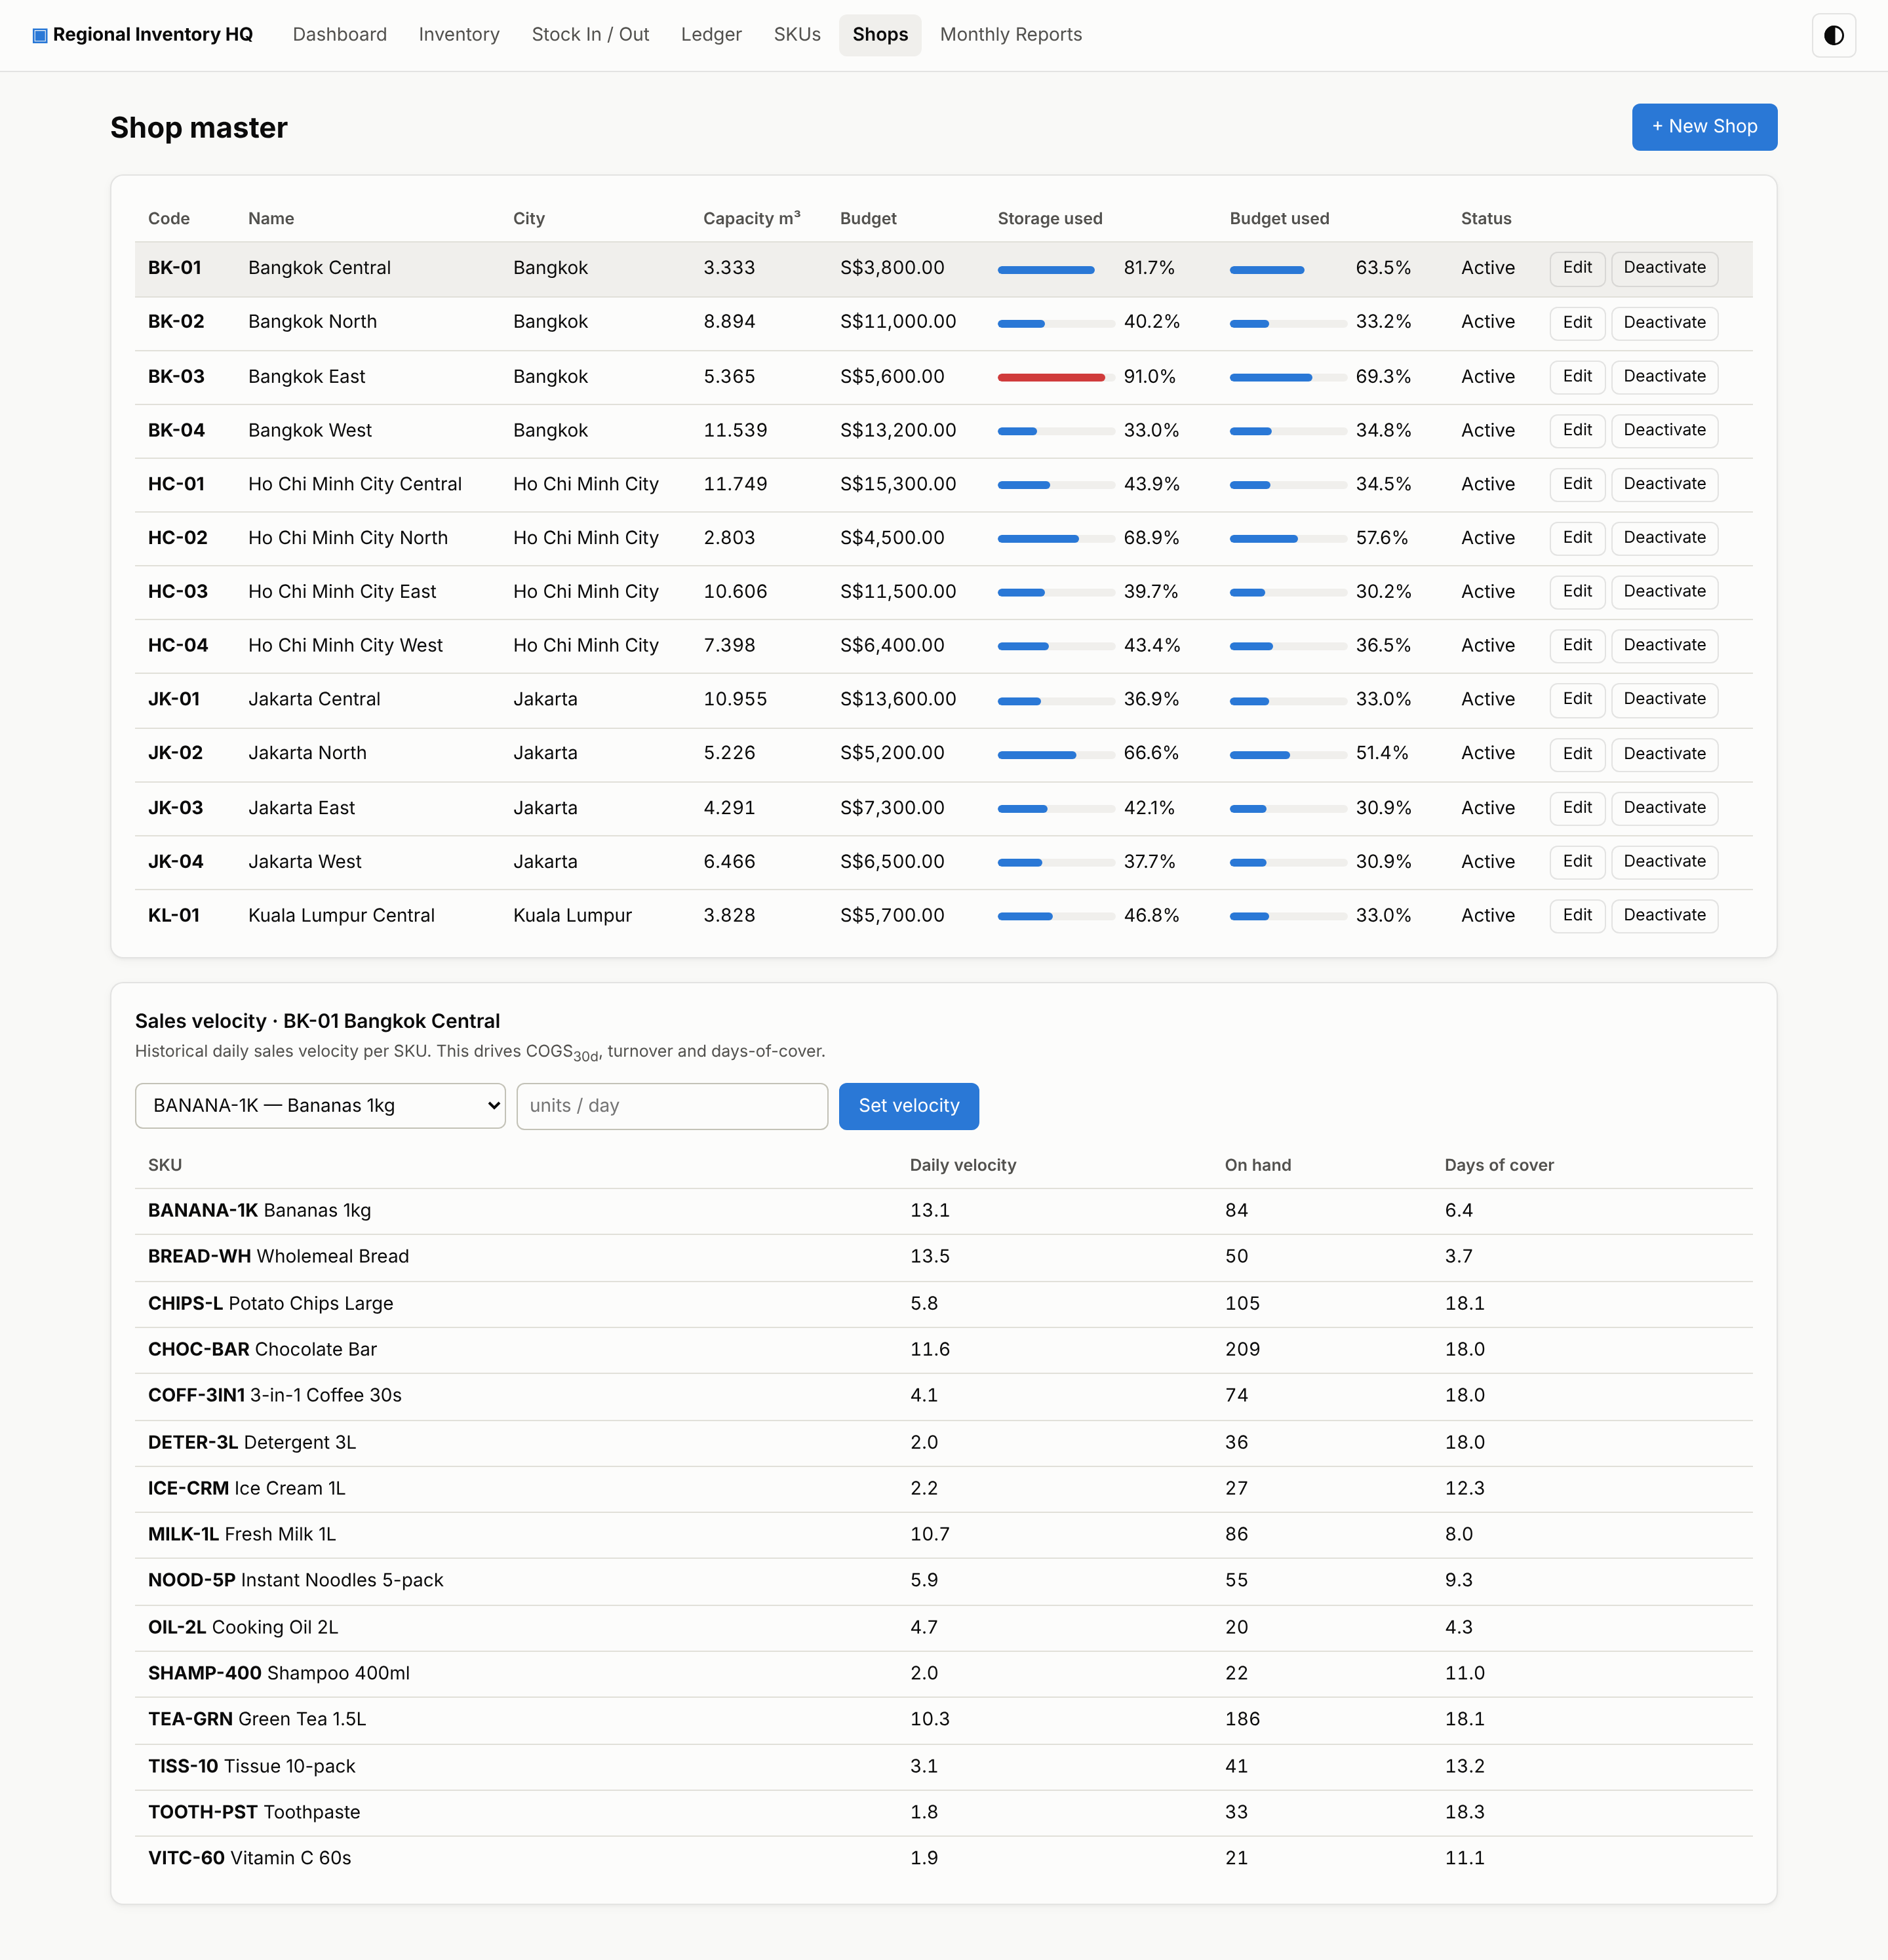 Regional Inventory HQ Dashboard Inventory Stock In / Out Ledger SKUs Shops Monthly Reports
Shop master + New Shop
Code Name City Capacity m³ Budget Storage used Budget used Status
BK-01 Bangkok Central Bangkok 3.333 S$3,800.00 81.7% 63.5% Active Edit Deactivate
BK-02 Bangkok North Bangkok 8.894 S$11,000.00 40.2% 33.2% Active Edit Deactivate
BK-03 Bangkok East Bangkok 5.365 S$5,600.00 91.0% 69.3% Active Edit Deactivate
BK-04 Bangkok West Bangkok 11.539 S$13,200.00 33.0% 34.8% Active Edit Deactivate
HC-01 Ho Chi Minh City Central Ho Chi Minh City 11.749 S$15,300.00 43.9% 34.5% Active Edit Deactivate
HC-02 Ho Chi Minh City North Ho Chi Minh City 2.803 S$4,500.00 68.9% 57.6% Active Edit Deactivate
HC-03 Ho Chi Minh City East Ho Chi Minh City 10.606 S$11,500.00 39.7% 30.2% Active Edit Deactivate
HC-04 Ho Chi Minh City West Ho Chi Minh City 7.398 S$6,400.00 43.4% 36.5% Active Edit Deactivate
JK-01 Jakarta Central Jakarta 10.955 S$13,600.00 36.9% 33.0% Active Edit Deactivate
JK-02 Jakarta North Jakarta 5.226 S$5,200.00 66.6% 51.4% Active Edit Deactivate
JK-03 Jakarta East Jakarta 4.291 S$7,300.00 42.1% 30.9% Active Edit Deactivate
JK-04 Jakarta West Jakarta 6.466 S$6,500.00 37.7% 30.9% Active Edit Deactivate
KL-01 Kuala Lumpur Central Kuala Lumpur 3.828 S$5,700.00 46.8% 33.0% Active Edit Deactivate
Sales velocity · BK-01 Bangkok Central
Historical daily sales velocity per SKU. This drives COGS30d, turnover and days-of-cover.
BANANA-1K — Bananas 1kg units / day Set velocity
SKU Daily velocity On hand Days of cover
BANANA-1K Bananas 1kg 13.1 84 6.4
BREAD-WH Wholemeal Bread 13.5 50 3.7
CHIPS-L Potato Chips Large 5.8 105 18.1
CHOC-BAR Chocolate Bar 11.6 209 18.0
COFF-3IN1 3-in-1 Coffee 30s 4.1 74 18.0
DETER-3L Detergent 3L 2.0 36 18.0
ICE-CRM Ice Cream 1L 2.2 27 12.3
MILK-1L Fresh Milk 1L 10.7 86 8.0
NOOD-5P Instant Noodles 5-pack 5.9 55 9.3
OIL-2L Cooking Oil 2L 4.7 20 4.3
SHAMP-400 Shampoo 400ml 2.0 22 11.0
TEA-GRN Green Tea 1.5L 10.3 186 18.1
TISS-10 Tissue 10-pack 3.1 41 13.2
TOOTH-PST Toothpaste 1.8 33 18.3
VITC-60 Vitamin C 60s 1.9 21 11.1